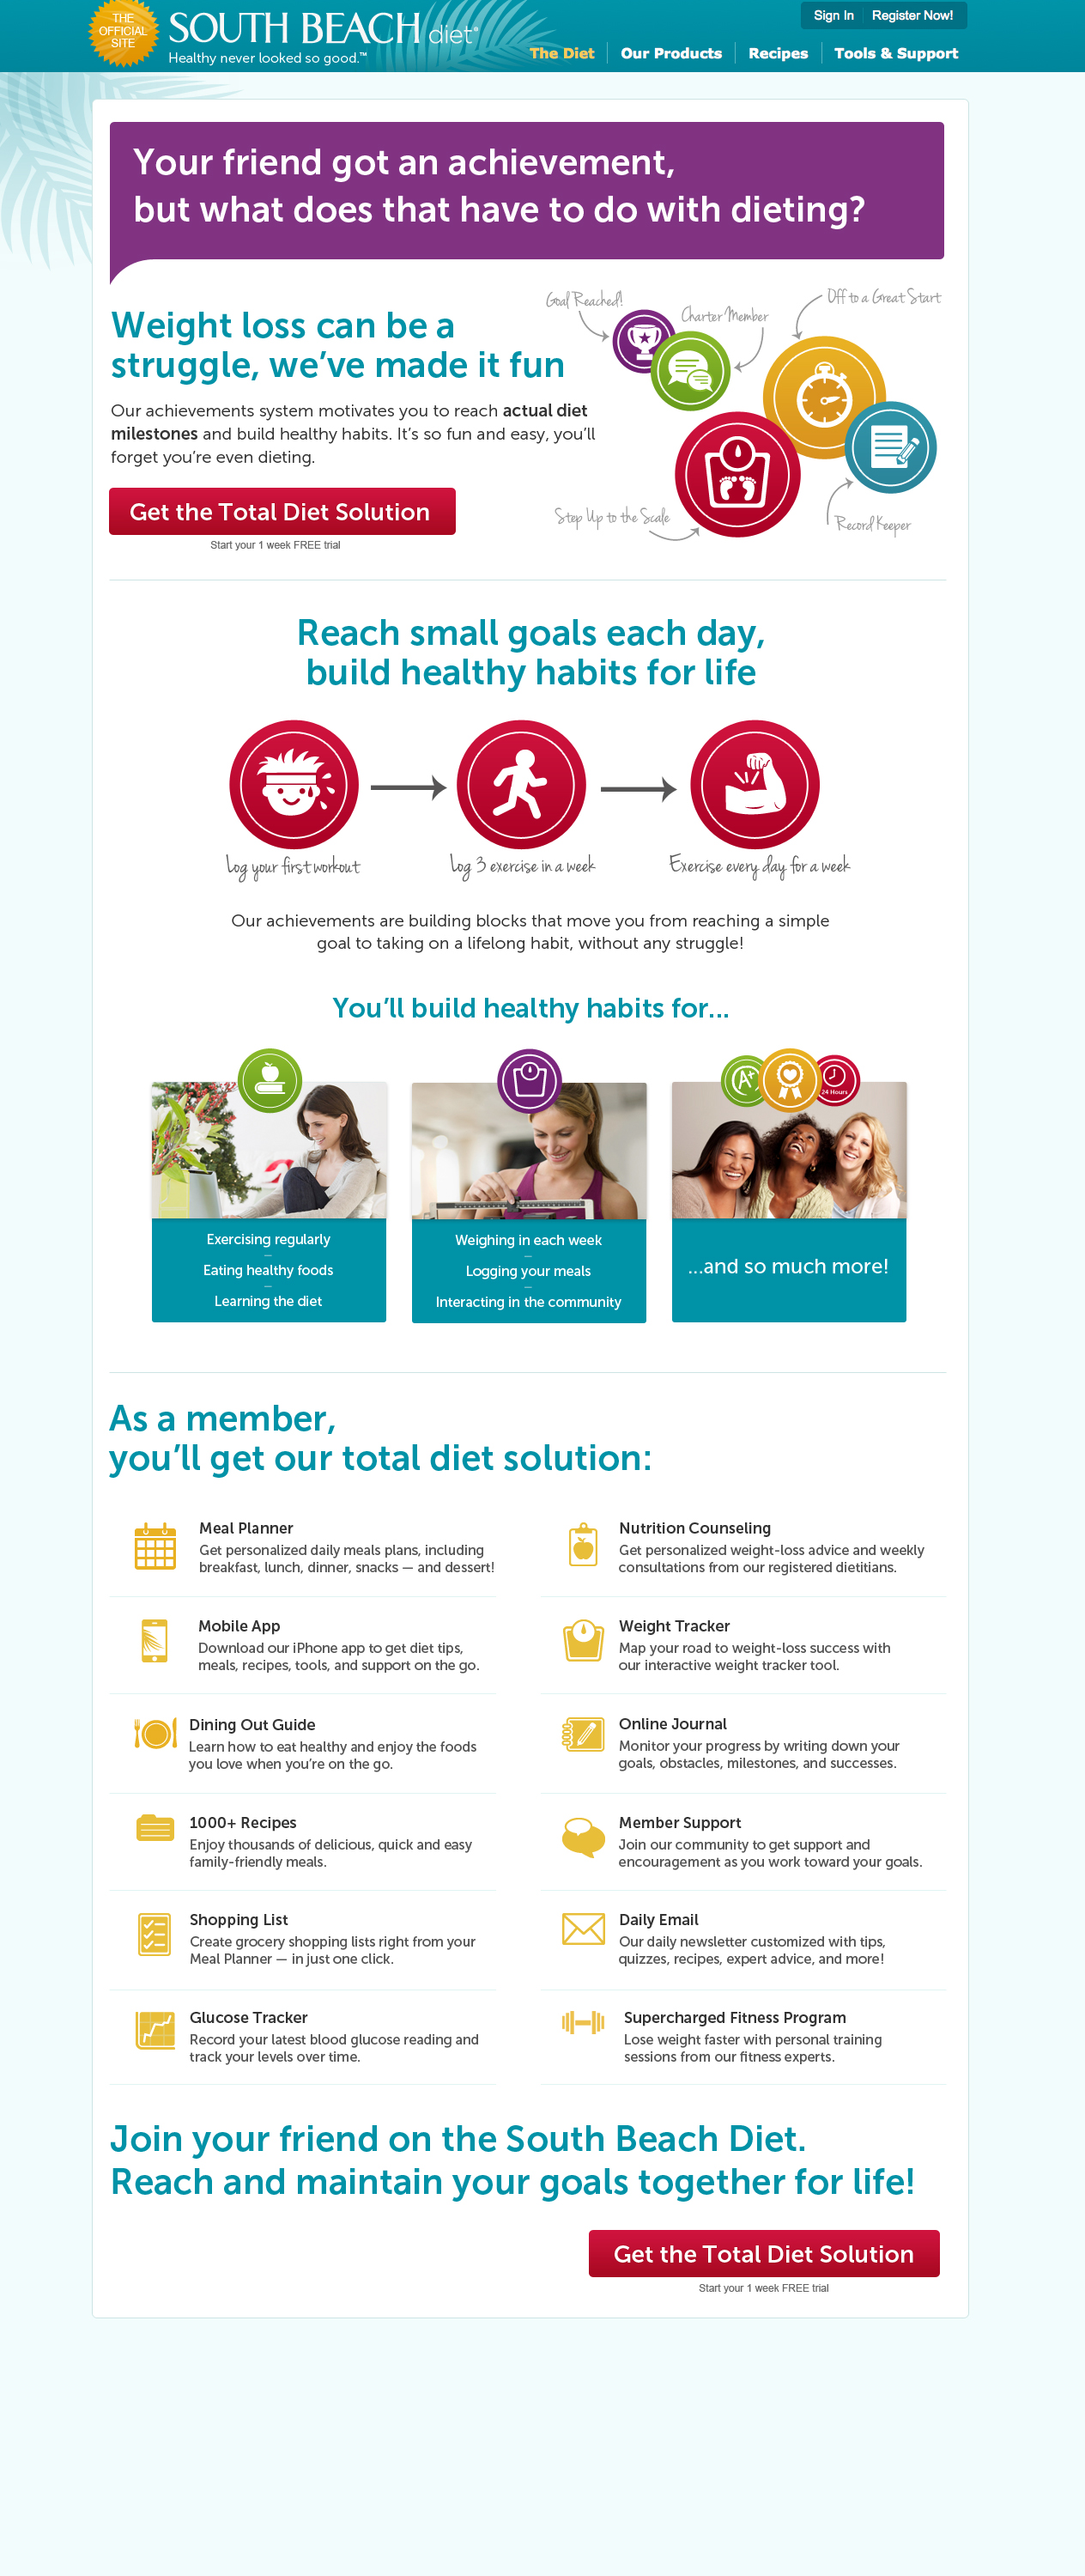 THE
OFFICIAL
SITE
SOUTH BEACH diet®
Healthy never looked so good.™
Sign In
Register Now!
The Diet
Our Products
Recipes
Tools & Support
Your friend got an achievement,
but what does that have to do with dieting?
Weight loss can be a
struggle, we've made it fun
Our achievements system motivates you to reach actual diet
milestones and build healthy habits. It's so fun and easy, you'll
forget you're even dieting.
Get the Total Diet Solution
Start your 1 week FREE trial
Goal Reached!
Charter Member
Off to a Great Start
Step Up to the Scale
Record Keeper
Reach small goals each day,
build healthy habits for life
Log your first workout
Log 3 exercise in a week
Exercise every day for a week
Our achievements are building blocks that move you from reaching a simple
goal to taking on a lifelong habit, without any struggle!
You'll build healthy habits for...
Exercising regularly
Eating healthy foods
Learning the diet
Weighing in each week
Logging your meals
Interacting in the community
A+
24 Hours
...and so much more!
As a member,
you'll get our total diet solution:
Meal Planner
Get personalized daily meals plans, including
breakfast, lunch, dinner, snacks — and dessert!
Nutrition Counseling
Get personalized weight-loss advice and weekly
consultations from our registered dietitians.
Mobile App
Download our iPhone app to get diet tips,
meals, recipes, tools, and support on the go.
Weight Tracker
Map your road to weight-loss success with
our interactive weight tracker tool.
Dining Out Guide
Learn how to eat healthy and enjoy the foods
you love when you're on the go.
Online Journal
Monitor your progress by writing down your
goals, obstacles, milestones, and successes.
1000+ Recipes
Enjoy thousands of delicious, quick and easy
family-friendly meals.
Member Support
Join our community to get support and
encouragement as you work toward your goals.
Shopping List
Create grocery shopping lists right from your
Meal Planner — in just one click.
Daily Email
Our daily newsletter customized with tips,
quizzes, recipes, expert advice, and more!
Glucose Tracker
Record your latest blood glucose reading and
track your levels over time.
Supercharged Fitness Program
Lose weight faster with personal training
sessions from our fitness experts.
Join your friend on the South Beach Diet.
Reach and maintain your goals together for life!
Get the Total Diet Solution
Start your 1 week FREE trial